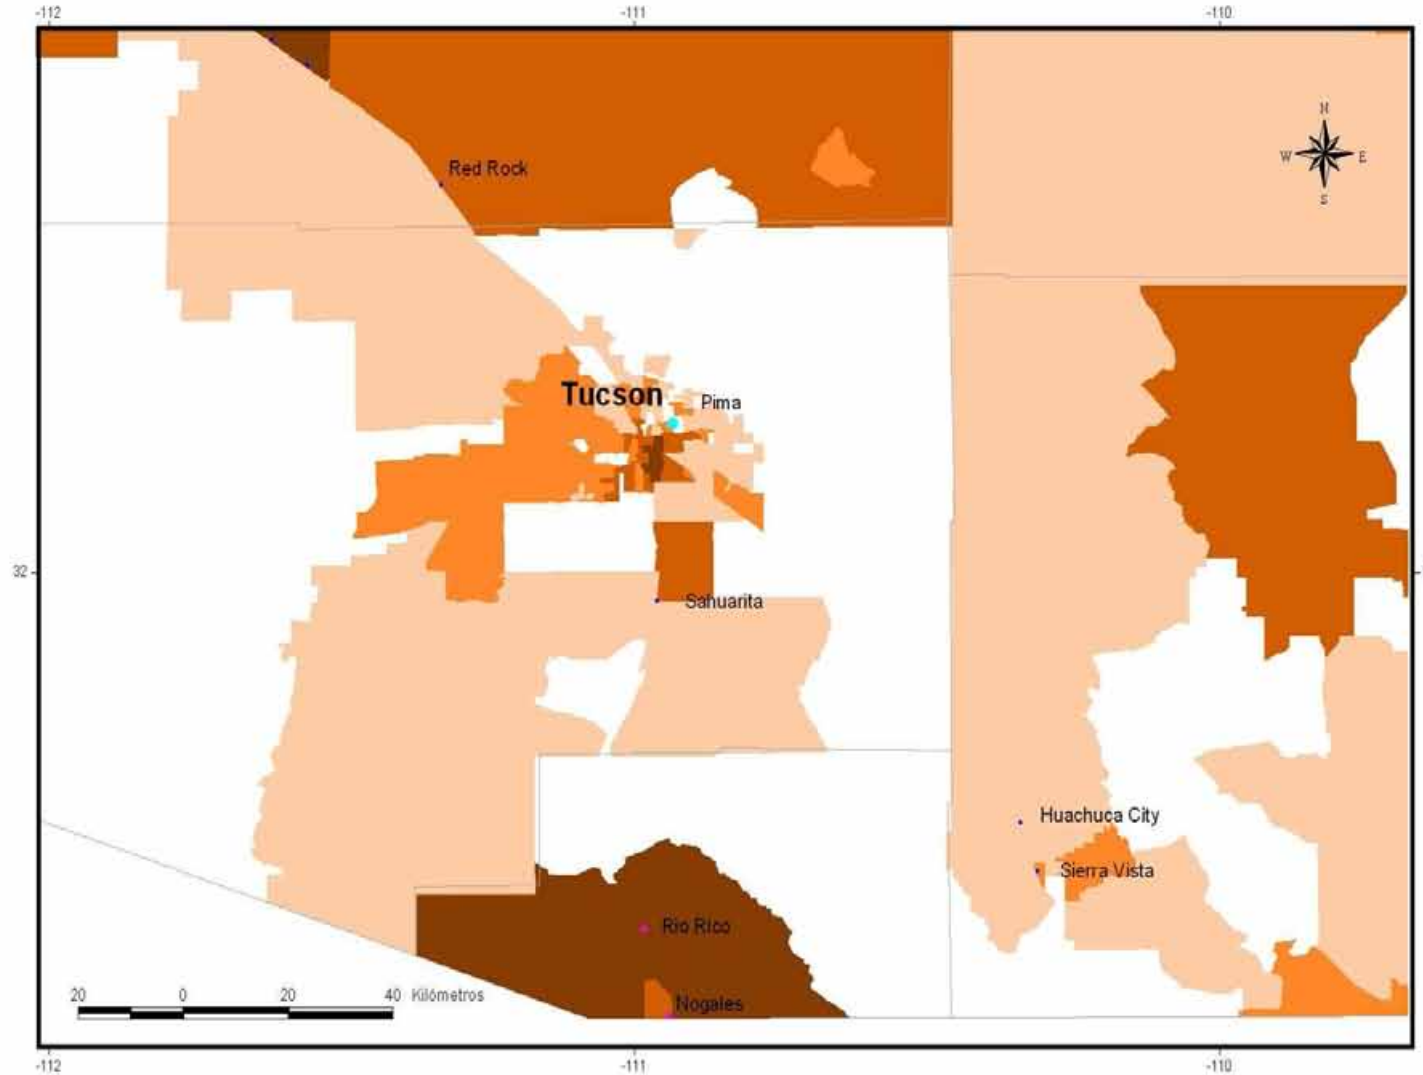 -112 -111 -110
N
W E
S
Red Rock
Tucson Pima
32
Sahuarita
Huachuca City
Sierra Vista
Rio Rico
20 0 20 40 Kilómetros
Nogales
-112 -111 -110